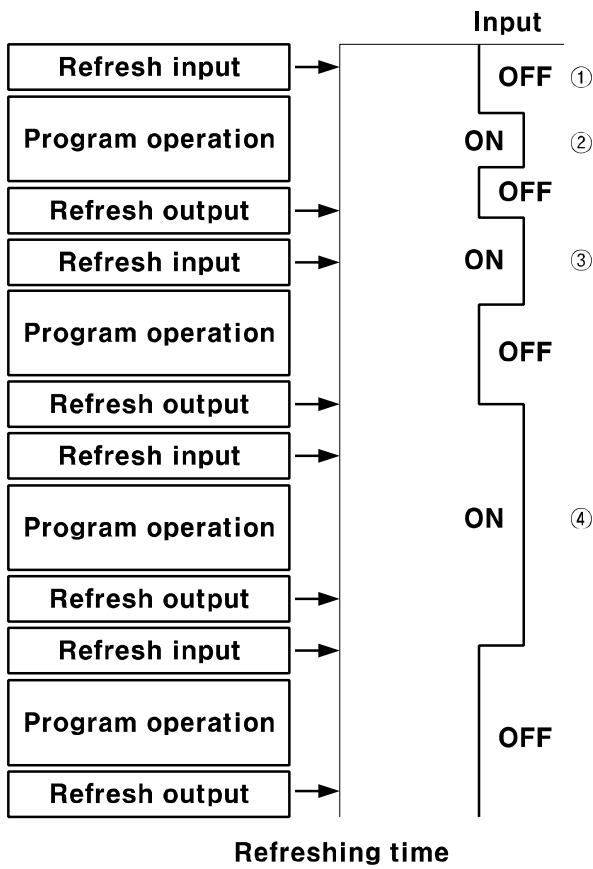 Input
Refresh input
OFF ①
Program operation
ON ②
OFF
Refresh output
Refresh input
ON ③
Program operation
OFF
Refresh output
Refresh input
Program operation
ON ④
Refresh output
Refresh input
Program operation
OFF
Refresh output
Refreshing time